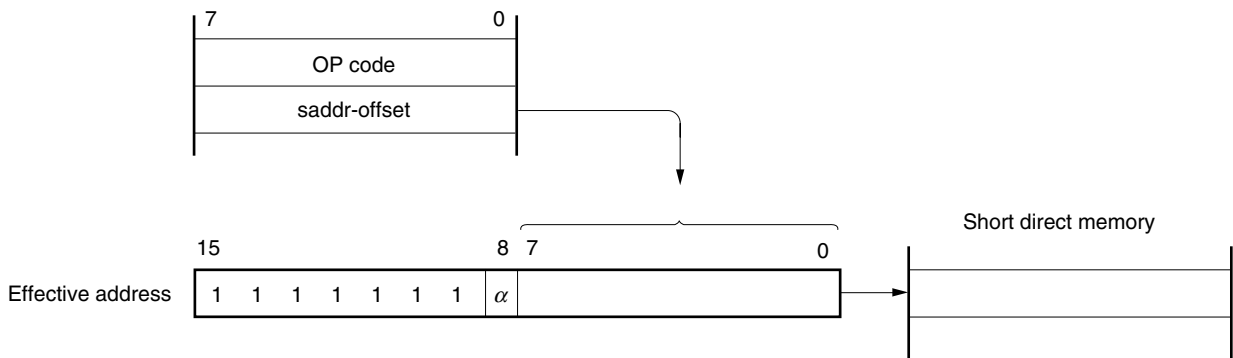 7 0
OP code
saddr-offset
Short direct memory
15 8 7 0
Effective address 1 1 1 1 1 1 1 α